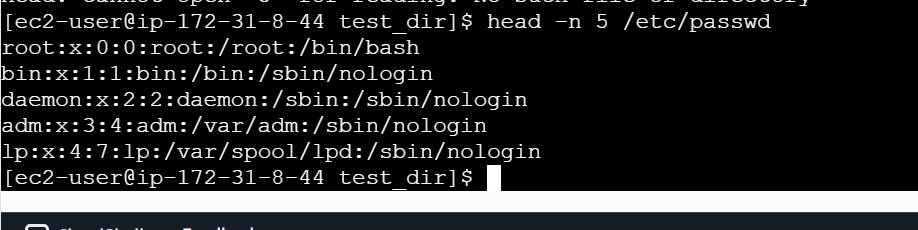 [ec2-user@ip-172-31-8-44 test_dir]$ head -n 5 /etc/passwd
root:x:0:0:root:/root:/bin/bash
bin:x:1:1:bin:/bin:/sbin/nologin
daemon:x:2:2:daemon:/sbin:/sbin/nologin
adm:x:3:4:adm:/var/adm:/sbin/nologin
lp:x:4:7:lp:/var/spool/lpd:/sbin/nologin
[ec2-user@ip-172-31-8-44 test_dir]$